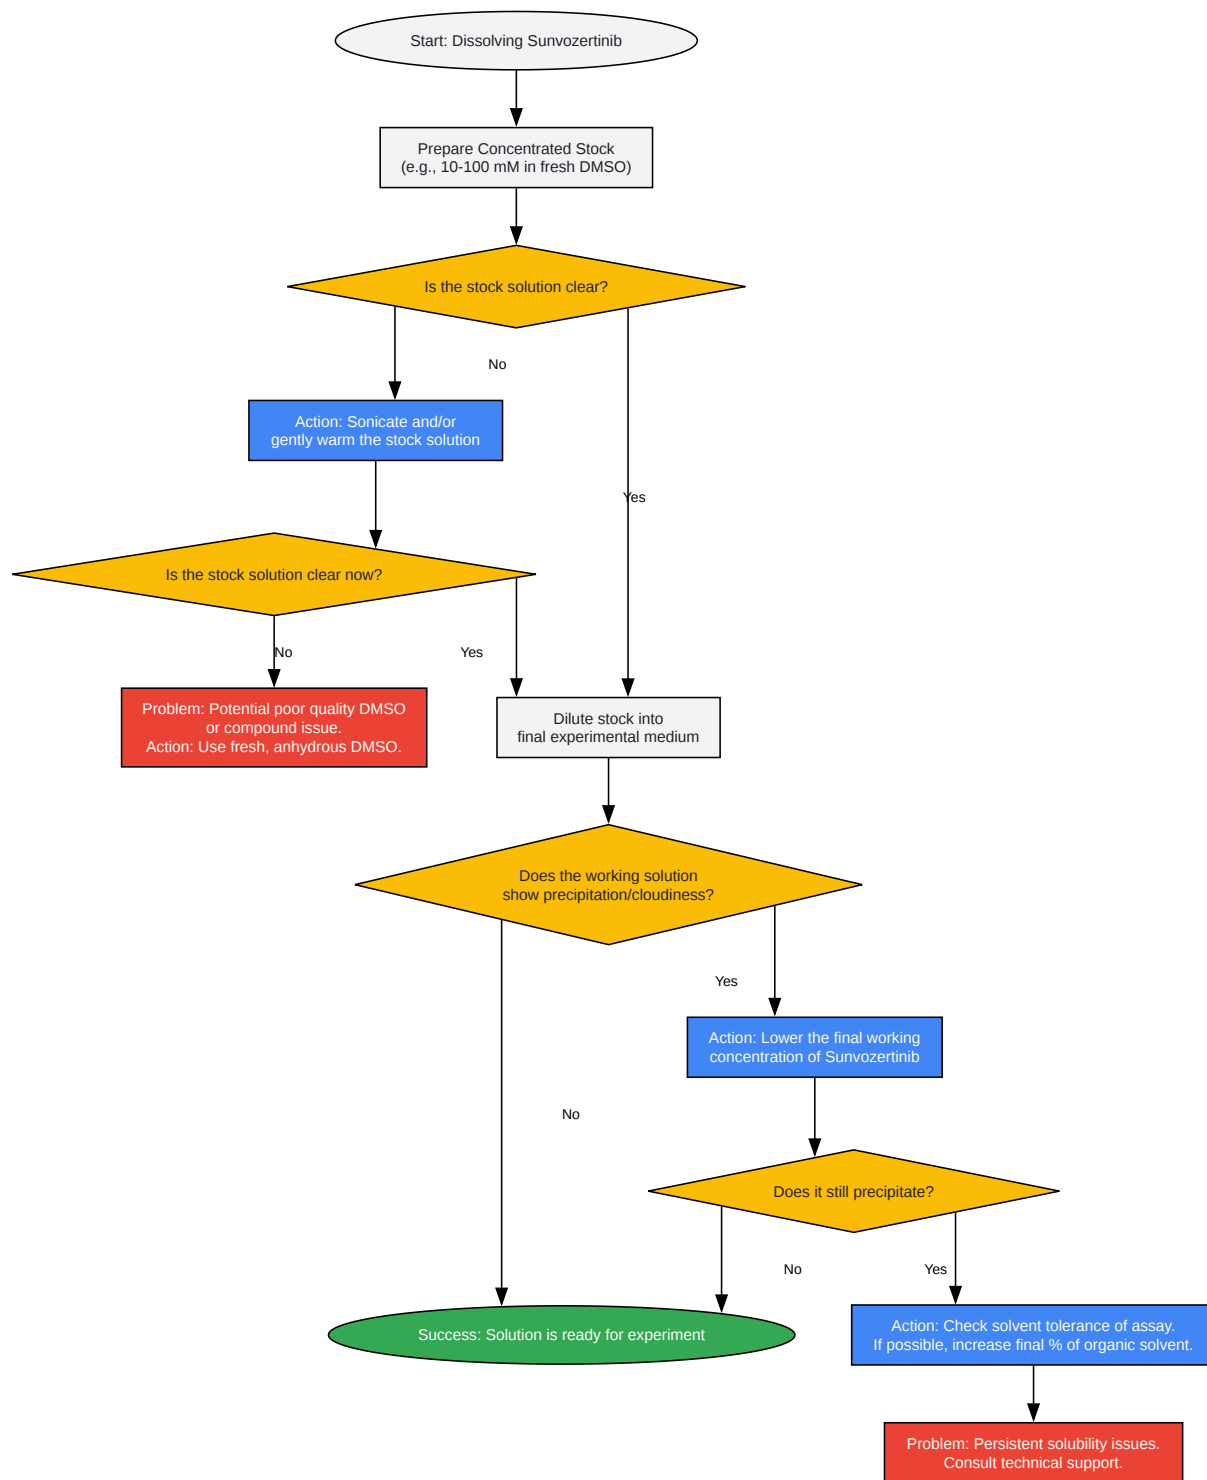 Start: Dissolving Sunvozertinib
Prepare Concentrated Stock
(e.g., 10-100 mM in fresh DMSO)
Is the stock solution clear?
No
Action: Sonicate and/or
gently warm the stock solution
Yes
Is the stock solution clear now?
No
Yes
Problem: Potential poor quality DMSO
or compound issue.
Action: Use fresh, anhydrous DMSO.
Dilute stock into
final experimental medium
Does the working solution
show precipitation/cloudiness?
Yes
Action: Lower the final working
concentration of Sunvozertinib
No
Does it still precipitate?
No
Yes
Success: Solution is ready for experiment
Action: Check solvent tolerance of assay.
If possible, increase final % of organic solvent.
Problem: Persistent solubility issues.
Consult technical support.